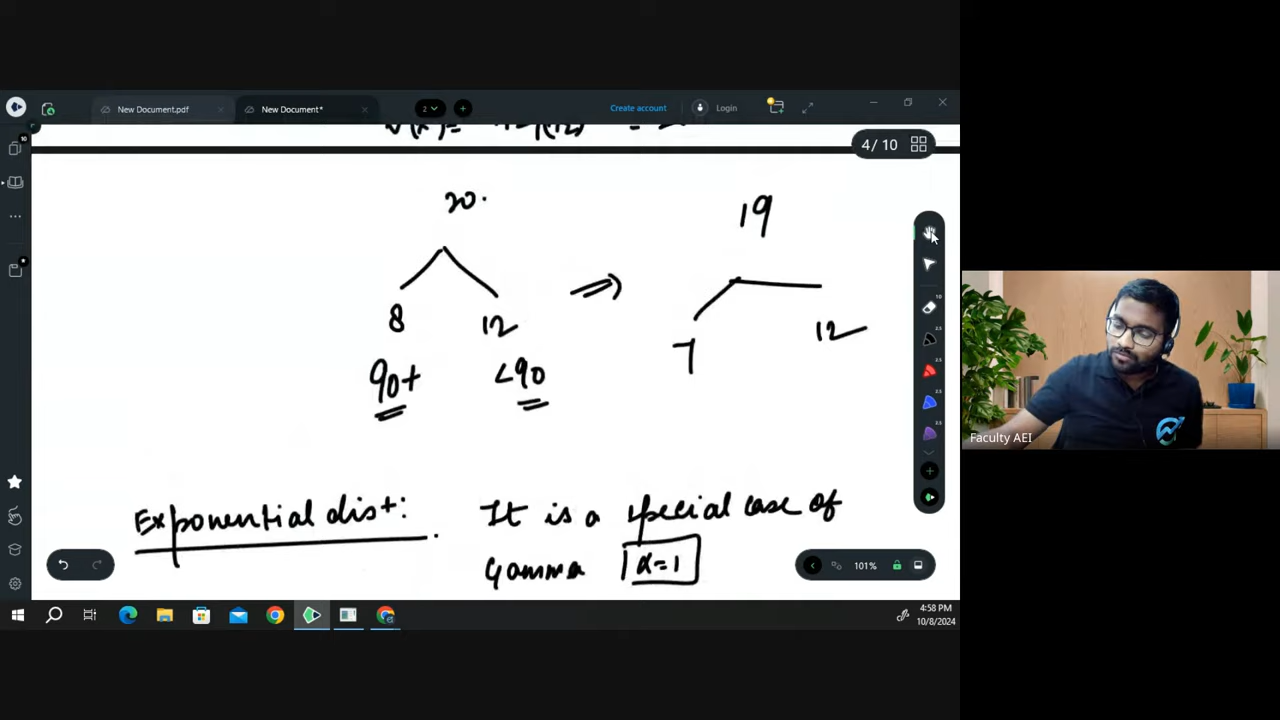 New Document.pdf
New Document*
2
Create account
Login
4/ 10
20.
19
8
12
7
12
90+
<90
Exponential dist:
It is a special case of
Gamma α=1
101%
4:58 PM
10/8/2024
Faculty AEI